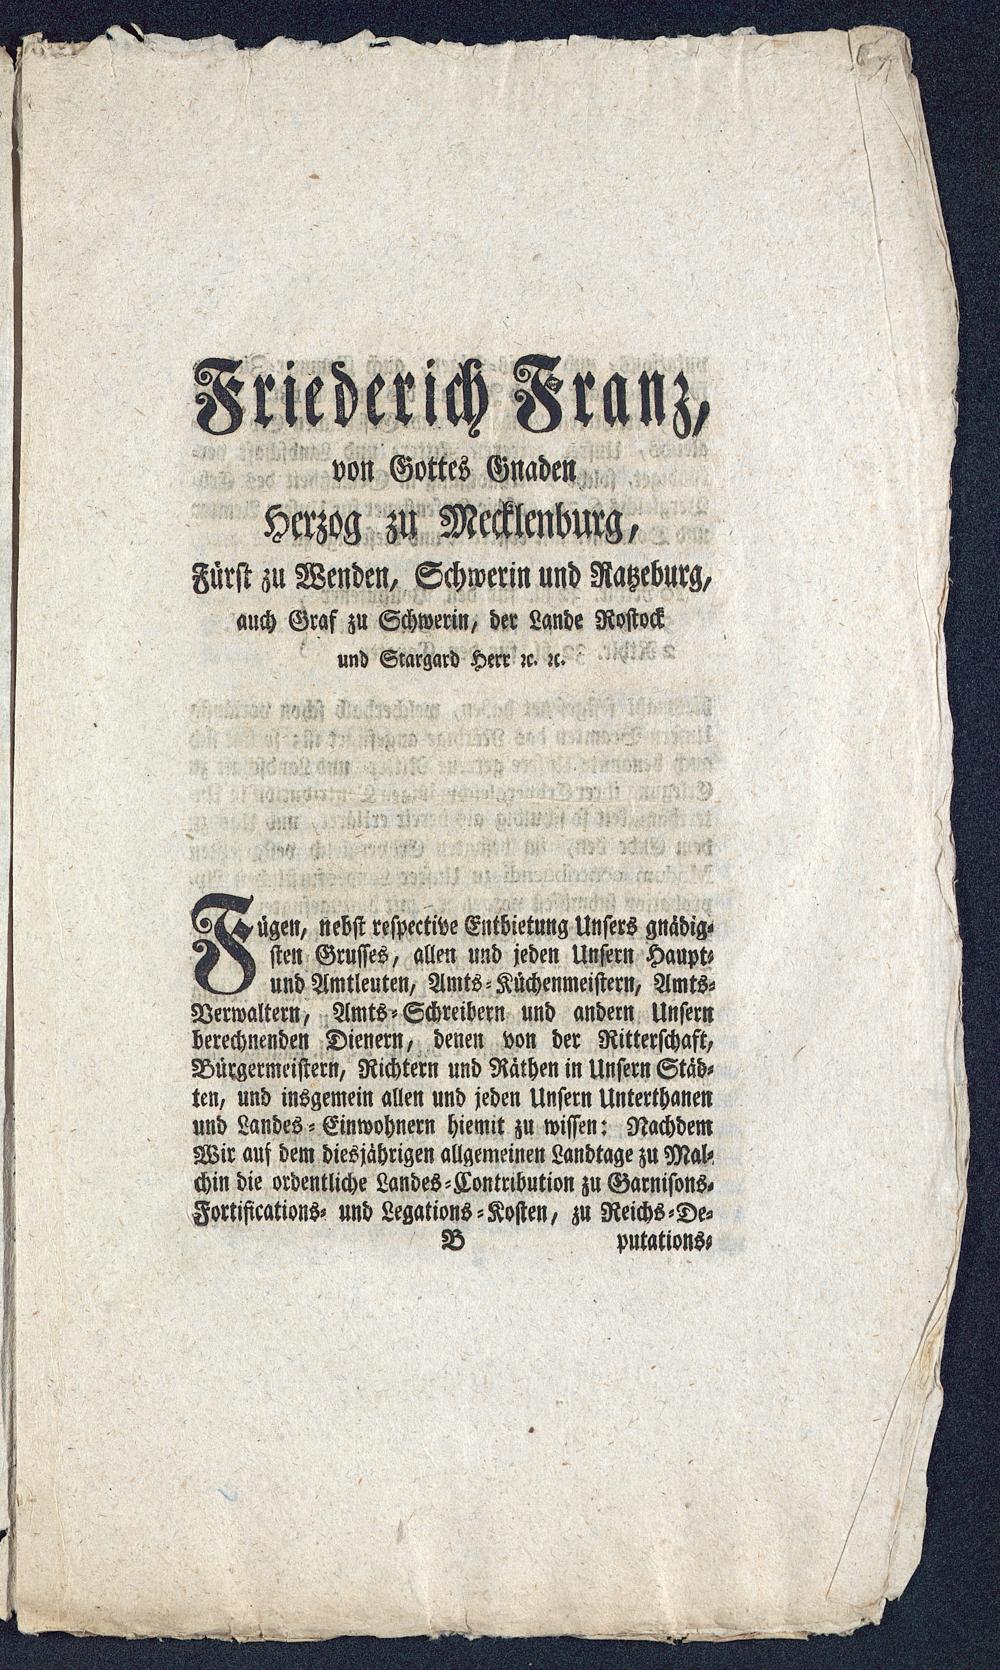 Friederich Franz,
von Gottes Gnaden
Herzog zu Mecklenburg,
Fürst zu Wenden, Schwerin und Ratzeburg,
auch Graf zu Schwerin, der Lande Rostock
und Stargard Herr ꝛc. ꝛc.
Fügen, nebst respective Entbietung Unsers gnädig-
sten Grusses, allen und jeden Unsern Haupt-
und Amtleuten, Amts-Küchenmeistern, Amts-
Verwaltern, Amts-Schreibern und andern Unsern
berechnenden Dienern, denen von der Ritterschaft,
Bürgermeistern, Richtern und Räthen in Unsern Städ-
ten, und insgemein allen und jeden Unsern Unterthanen
und Landes-Einwohnern hiemit zu wissen: Nachdem
Wir auf dem diesjährigen allgemeinen Landtage zu Mal-
chin die ordentliche Landes-Contribution zu Garnisons-
Fortifications- und Legations-Kosten, zu Reichs-De-
B putations-